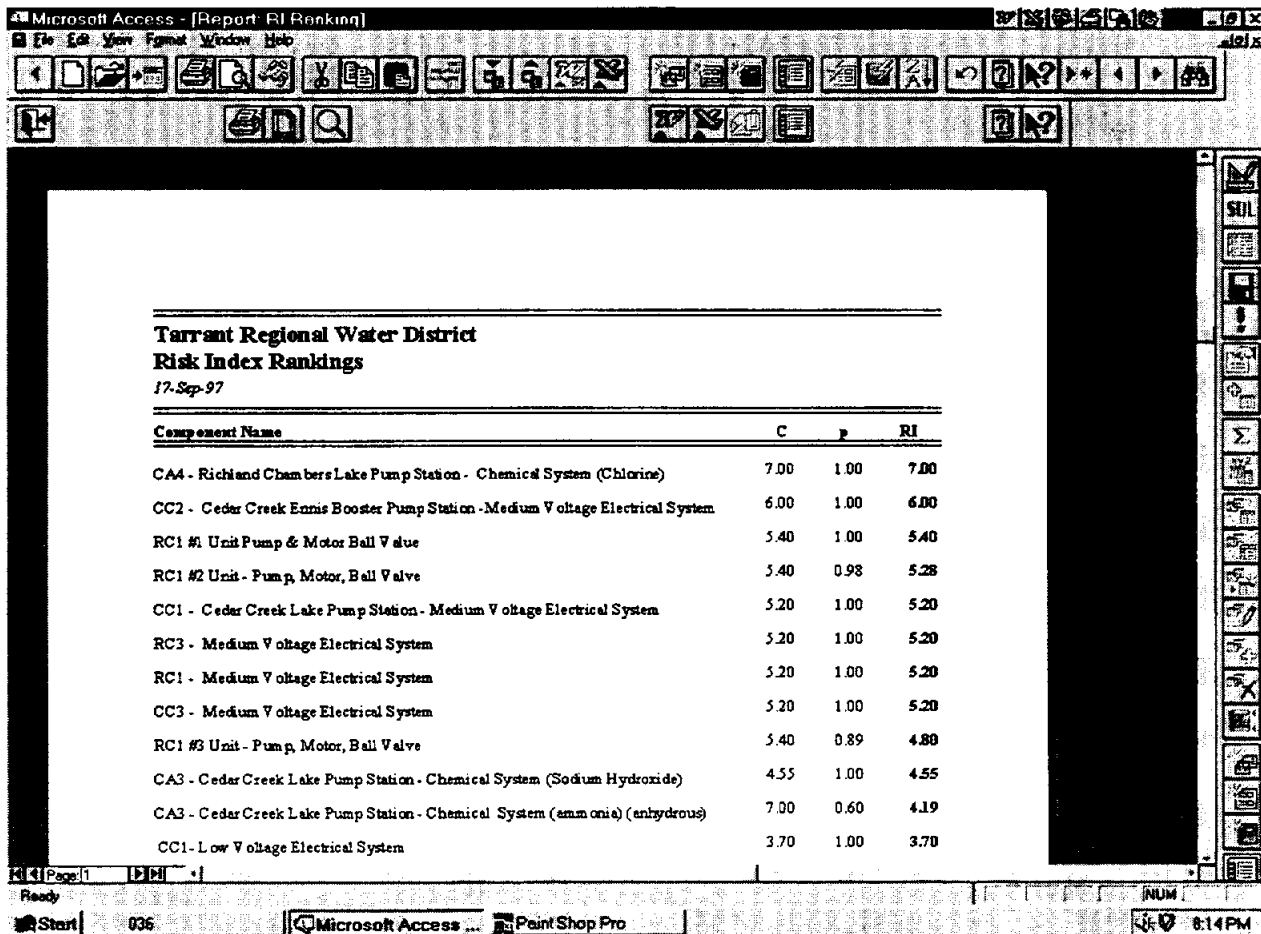 Microsoft Access - [Report: RI Ranking]
File Edit View Format Window Help
SQL
Tarrant Regional Water District
Risk Index Rankings
17-Sep-97
Component Name C p RI
CA4 - Richland Chambers Lake Pump Station - Chemical System (Chlorine) 7.00 1.00 7.00
CC2 - Cedar Creek Ennis Booster Pump Station -Medium Voltage Electrical System 6.00 1.00 6.00
RC1 #1 Unit Pump & Motor Ball Value 5.40 1.00 5.40
RC1 #2 Unit - Pump, Motor, Ball Valve 5.40 0.98 5.28
CC1 - Cedar Creek Lake Pump Station - Medium Voltage Electrical System 5.20 1.00 5.20
RC3 - Medium Voltage Electrical System 5.20 1.00 5.20
RC1 - Medium Voltage Electrical System 5.20 1.00 5.20
CC3 - Medium Voltage Electrical System 5.20 1.00 5.20
RC1 #3 Unit - Pump, Motor, Ball Valve 5.40 0.89 4.80
CA3 - Cedar Creek Lake Pump Station - Chemical System (Sodium Hydroxide) 4.55 1.00 4.55
CA3 - Cedar Creek Lake Pump Station - Chemical System (ammonia) (anhydrous) 7.00 0.60 4.19
CC1- Low Voltage Electrical System 3.70 1.00 3.70
Page: 1
Ready NUM
Start 036 Microsoft Access ... Paint Shop Pro 8:14 PM